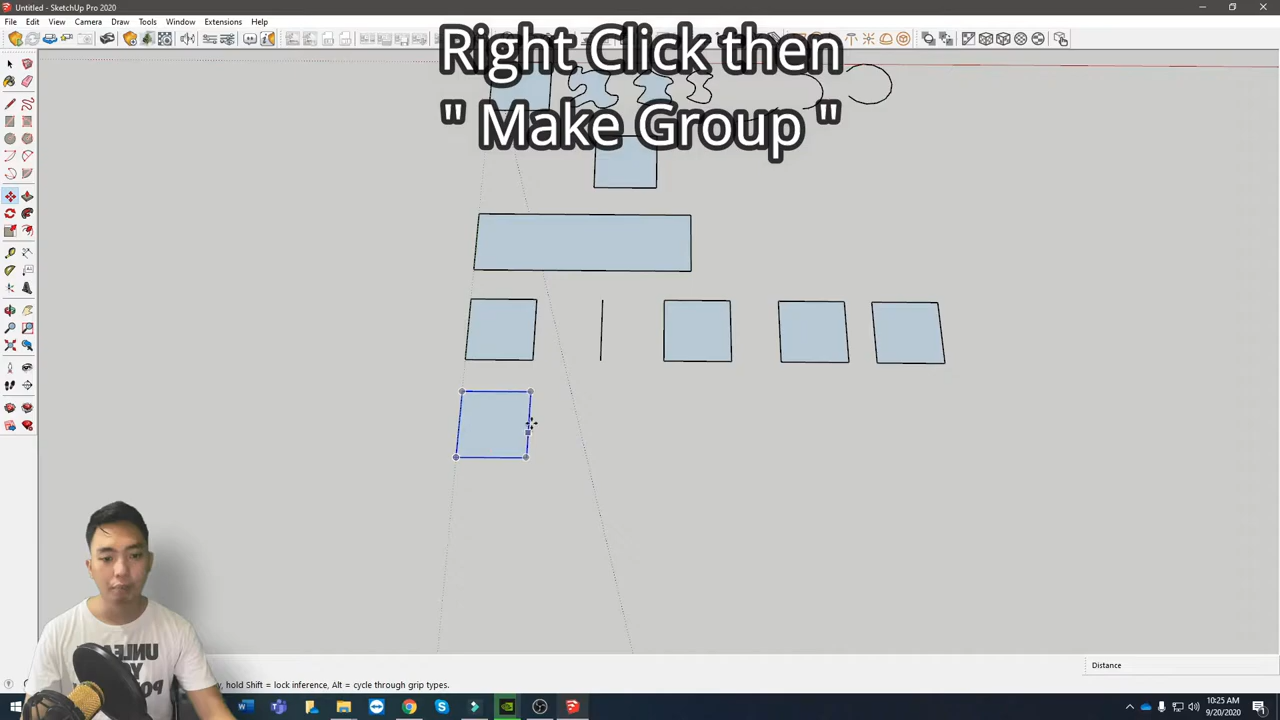 Untitled - SketchUp Pro 2020
File Edit View Camera Draw Tools Window Extensions Help
Right Click then
" Make Group "
Distance
, hold Shift = lock inference, Alt = cycle through grip types.
10:25 AM
9/20/2020